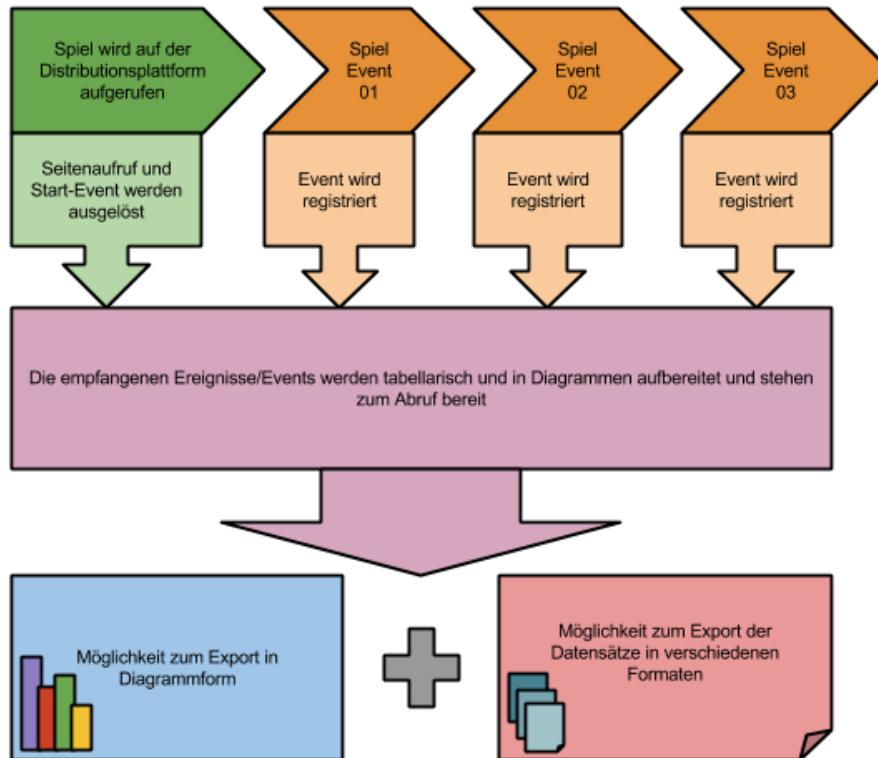 Spiel wird auf der
Distributionsplattform
aufgerufen
Spiel
Event
01
Spiel
Event
02
Spiel
Event
03
Seitenaufruf und
Start-Event werden
ausgelöst
Event wird
registriert
Event wird
registriert
Event wird
registriert
Die empfangenen Ereignisse/Events werden tabellarisch und in Diagrammen aufbereitet und stehen
zum Abruf bereit
Möglichkeit zum Export in
Diagrammform
Möglichkeit zum Export der
Datensätze in verschiedenen
Formaten